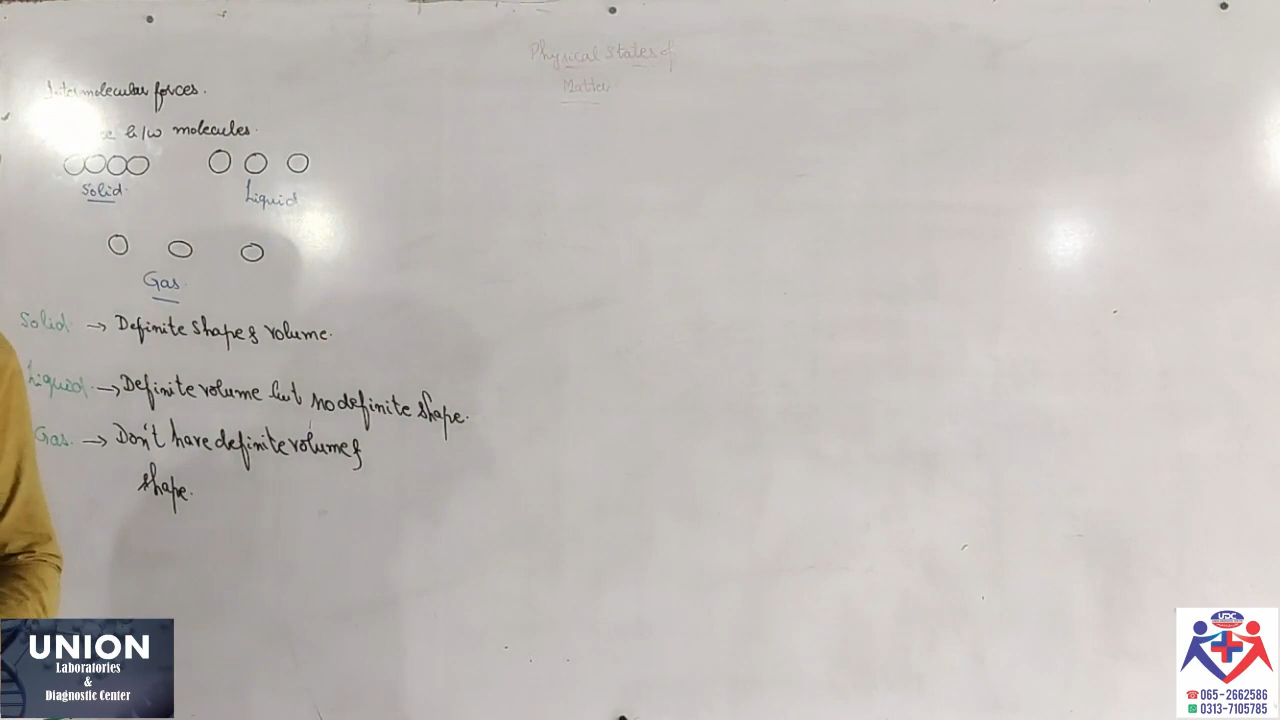 Physical States of
Matter
Intermolecular forces.
b/w molecules.
Solid
Liquid
Gas
Solid → Definite shape & volume.
Liquid → Definite volume but no definite shape.
Gas → Don't have definite volume &
shape.
UNION
Laboratories
&
Diagnostic Center
UDC
065-2662586
0313-7105785